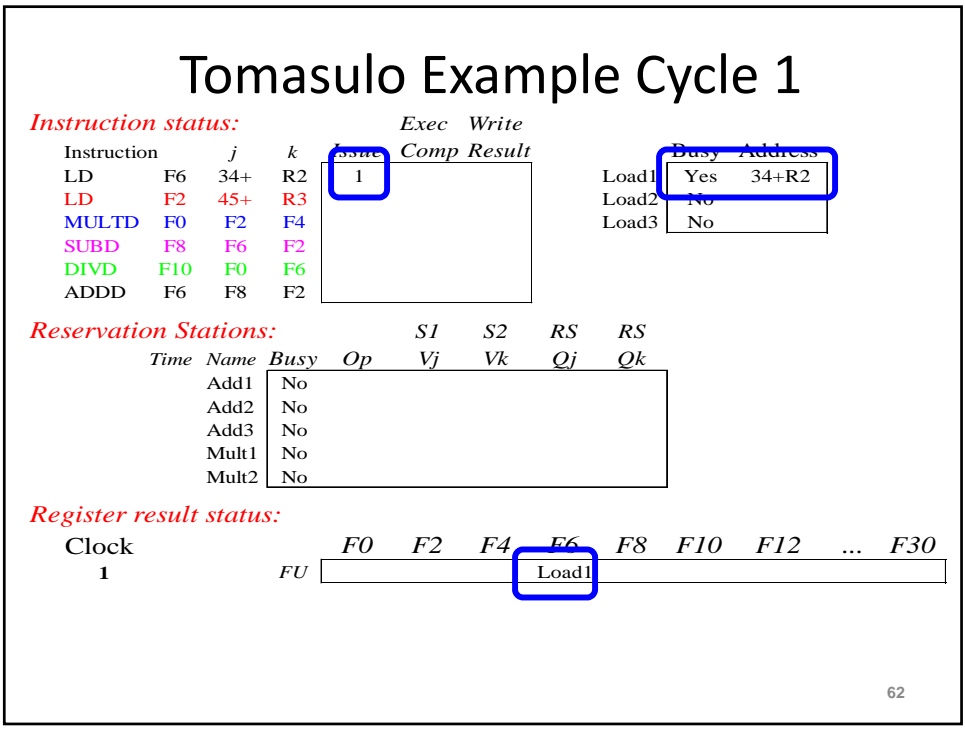 Tomasulo Example Cycle 1
Instruction status: Exec Write
Instruction j k Issue Comp Result Busy Address
LD F6 34+ R2 1 Load1 Yes 34+R2
LD F2 45+ R3 Load2 No
MULTD F0 F2 F4 Load3 No
SUBD F8 F6 F2
DIVD F10 F0 F6
ADDD F6 F8 F2
Reservation Stations: S1 S2 RS RS
Time Name Busy Op Vj Vk Qj Qk
Add1 No
Add2 No
Add3 No
Mult1 No
Mult2 No
Register result status:
Clock F0 F2 F4 F6 F8 F10 F12 ... F30
1 FU Load1
62